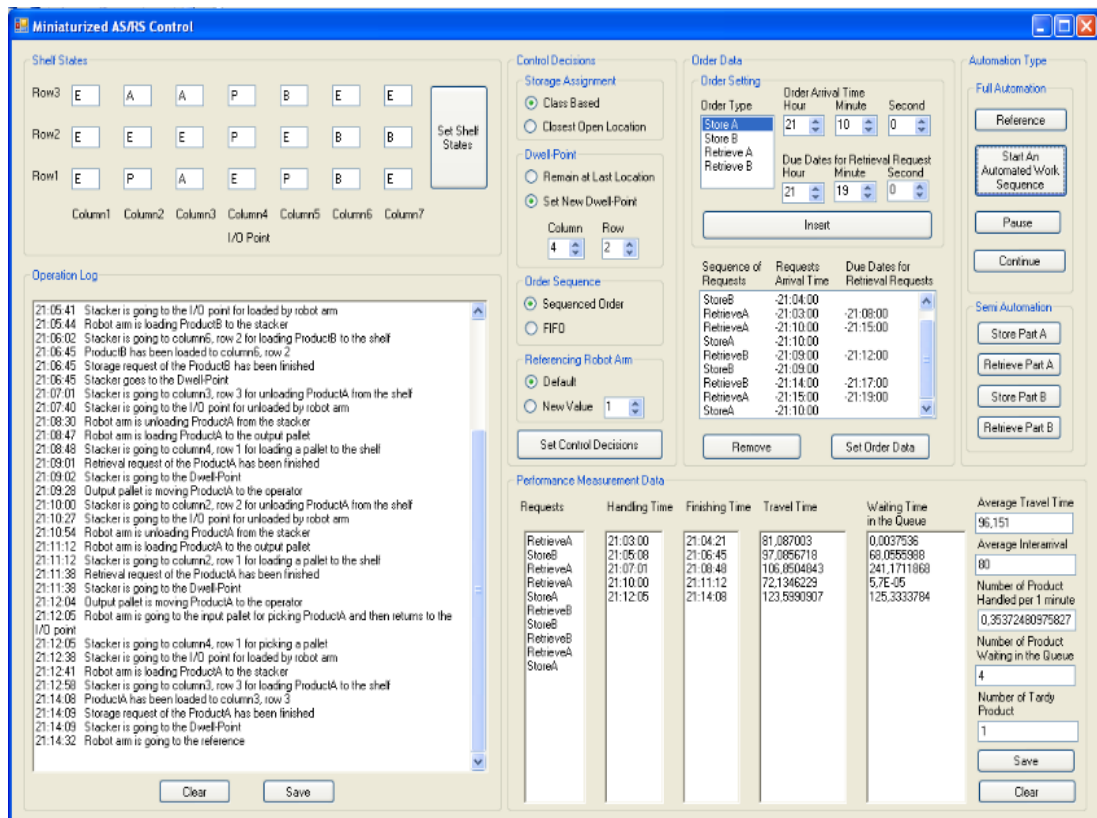 Miniaturized AS/RS Control
Shelf States
Row3 E A A P B E E
Row2 E E E P E B B
Row1 E P A E P B E
Column1 Column2 Column3 Column4 Column5 Column6 Column7
I/O Point
Set Shelf
States
Operation Log
21:05:41 Stacker is going to the I/O point for loaded by robot arm
21:05:44 Robot arm is loading ProductB to the stacker
21:06:02 Stacker is going to column6, row 2 for loading ProductB to the shelf
21:06:45 ProductB has been loaded to column6, row 2
21:06:45 Storage request of the ProductB has been finished
21:06:45 Stacker goes to the Dwell-Point
21:07:01 Stacker is going to column3, row 3 for unloading ProductA from the shelf
21:07:40 Stacker is going to the I/O point for unloaded by robot arm
21:08:30 Robot arm is unloading ProductA from the stacker
21:08:47 Robot arm is loading ProductA to the output pallet
21:08:48 Stacker is going to column4, row 1 for loading a pallet to the shelf
21:09:01 Retrieval request of the ProductA has been finished
21:09:02 Stacker is going to the Dwell-Point
21:09:28 Output pallet is moving ProductA to the operator
21:10:00 Stacker is going to column2, row 2 for unloading ProductA from the shelf
21:10:27 Stacker is going to the I/O point for unloaded by robot arm
21:10:54 Robot arm is unloading ProductA from the stacker
21:11:12 Robot arm is loading ProductA to the output pallet
21:11:12 Stacker is going to column2, row 1 for loading a pallet to the shelf
21:11:38 Retrieval request of the ProductA has been finished
21:11:38 Stacker is going to the Dwell-Point
21:12:04 Output pallet is moving ProductA to the operator
21:12:05 Robot arm is going to the input pallet for picking ProductA and then returns to the
I/O point
21:12:05 Stacker is going to column4, row 1 for picking a pallet
21:12:38 Stacker is going to the I/O point for loaded by robot arm
21:12:41 Robot arm is loading ProductA to the stacker
21:12:58 Stacker is going to column3, row 3 for loading ProductA to the shelf
21:14:08 ProductA has been loaded to column3, row 3
21:14:09 Storage request of the ProductA has been finished
21:14:09 Stacker is going to the Dwell-Point
21:14:32 Robot arm is going to the reference
Clear Save
Control Decisions
Storage Assignment
Class Based
Closest Open Location
Dwell-Point
Remain at Last Location
Set New Dwell-Point
Column Row
4 2
Order Sequence
Sequenced Order
FIFO
Referencing Robot Arm
Default
New Value 1
Set Control Decisions
Order Data
Order Setting
Order Type
Store A
Store B
Retrieve A
Retrieve B
Order Arrival Time
Hour Minute Second
21 10 0
Due Dates for Retrieval Request
Hour Minute Second
21 19 0
Insert
Sequence of Requests Due Dates for
Requests Arrival Time Retrieval Requests
StoreB -21:04:00
RetrieveA -21:03:00 -21:08:00
RetrieveA -21:10:00 -21:15:00
StoreA -21:10:00
RetrieveB -21:09:00 -21:12:00
StoreB -21:09:00
RetrieveB -21:14:00 -21:17:00
RetrieveA -21:15:00 -21:19:00
StoreA -21:10:00
Remove Set Order Data
Automation Type
Full Automation
Reference
Start An
Automated Work
Sequence
Pause
Continue
Semi Automation
Store Part A
Retrieve Part A
Store Part B
Retrieve Part B
Performance Measurement Data
Requests Handling Time Finishing Time Travel Time Waiting Time
in the Queue
RetrieveA 21:03:00 21:04:21 81,087003 0,0037536
StoreB 21:05:08 21:06:45 97,0856718 68,0555988
RetrieveA 21:07:01 21:08:48 106,8504843 241,1711868
RetrieveA 21:10:00 21:11:12 72,1346229 5,7E-05
StoreA 21:12:05 21:14:08 123,5990907 125,3333784
RetrieveB
StoreB
RetrieveB
RetrieveA
StoreA
Average Travel Time
96,151
Average Interarrival
80
Number of Product
Handled per 1 minute
0,35372480975827
Number of Product
Waiting in the Queue
4
Number of Tardy
Product
1
Save
Clear